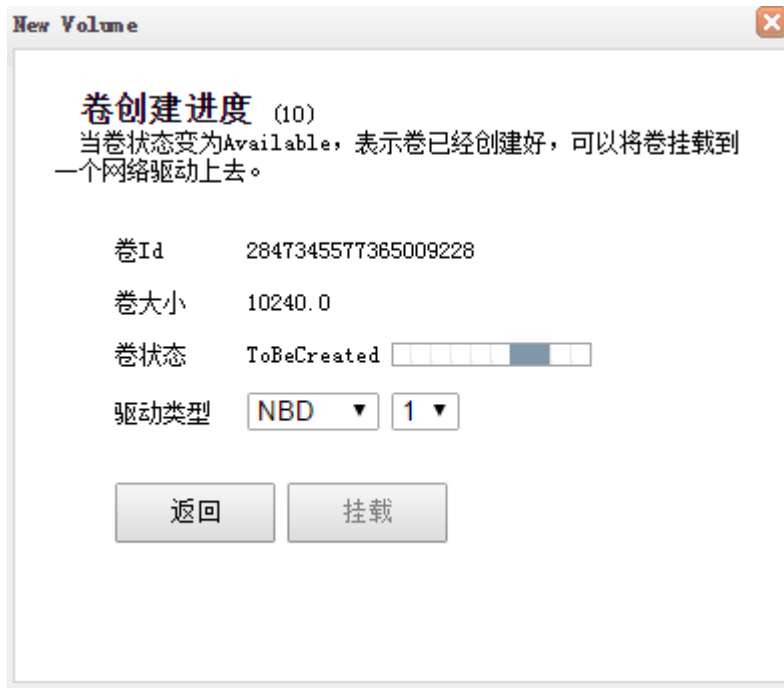 New Volume
卷创建进度 (10)
当卷状态变为Available，表示卷已经创建好，可以将卷挂载到
一个网络驱动上去。
卷Id 2847345577365009228
卷大小 10240.0
卷状态 ToBeCreated
驱动类型 NBD 1
返回 挂载